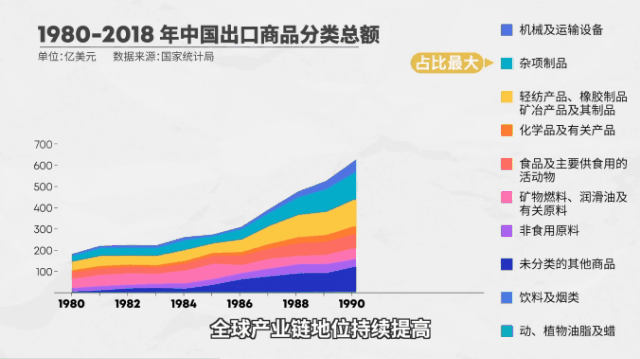 1980-2018 年中国出口商品分类总额
单位:亿美元 数据来源:国家统计局
机械及运输设备
占比最大
杂项制品
轻纺产品、橡胶制品
矿冶产品及其制品
化学品及有关产品
食品及主要供食用的
活动物
矿物燃料、润滑油及
有关原料
非食用原料
未分类的其他商品
饮料及烟类
动、植物油脂及蜡
700
600
500
400
300
200
100
1980 1982 1984 1986 1988 1990
全球产业链地位持续提高